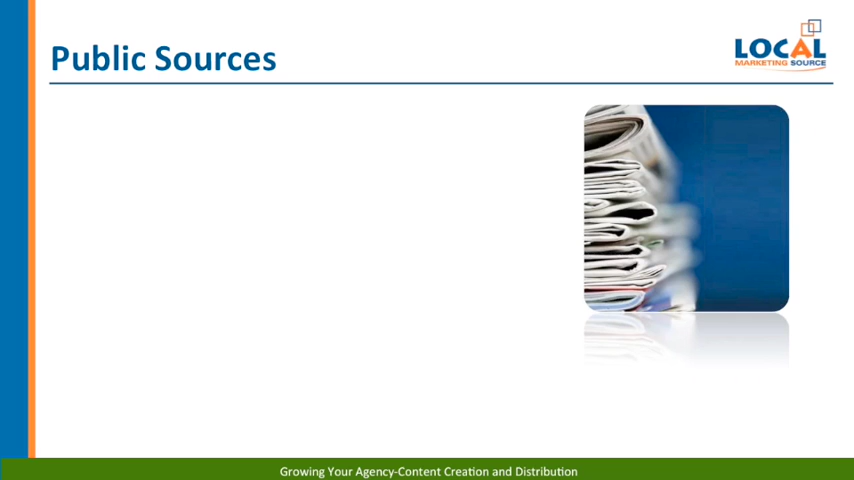 Public Sources
LOCAL
MARKETING SOURCE
Growing Your Agency-Content Creation and Distribution